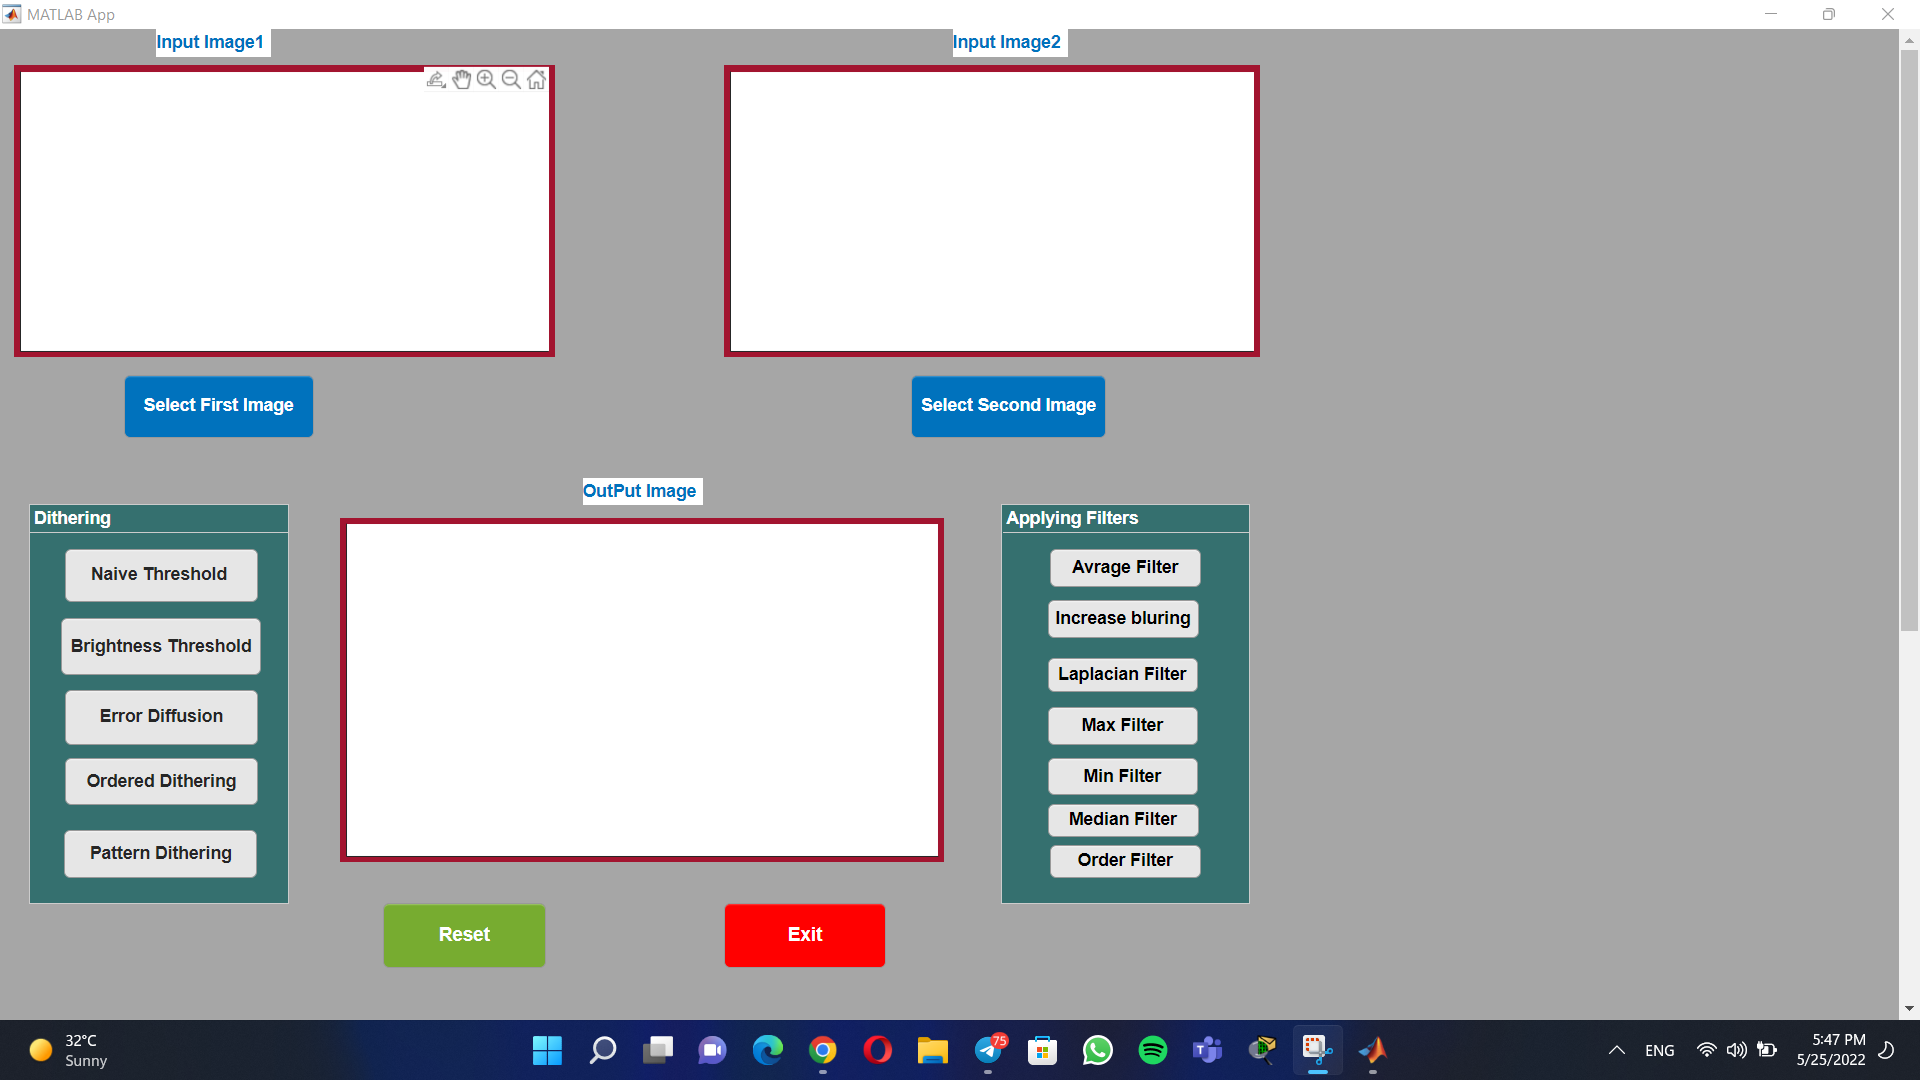 MATLAB App
Input Image1
Input Image2
Select First Image
Select Second Image
OutPut Image
Dithering
Naive Threshold
Brightness Threshold
Error Diffusion
Ordered Dithering
Pattern Dithering
Applying Filters
Avrage Filter
Increase bluring
Laplacian Filter
Max Filter
Min Filter
Median Filter
Order Filter
Reset
Exit
32°C
Sunny
75
ENG
5:47 PM
5/25/2022